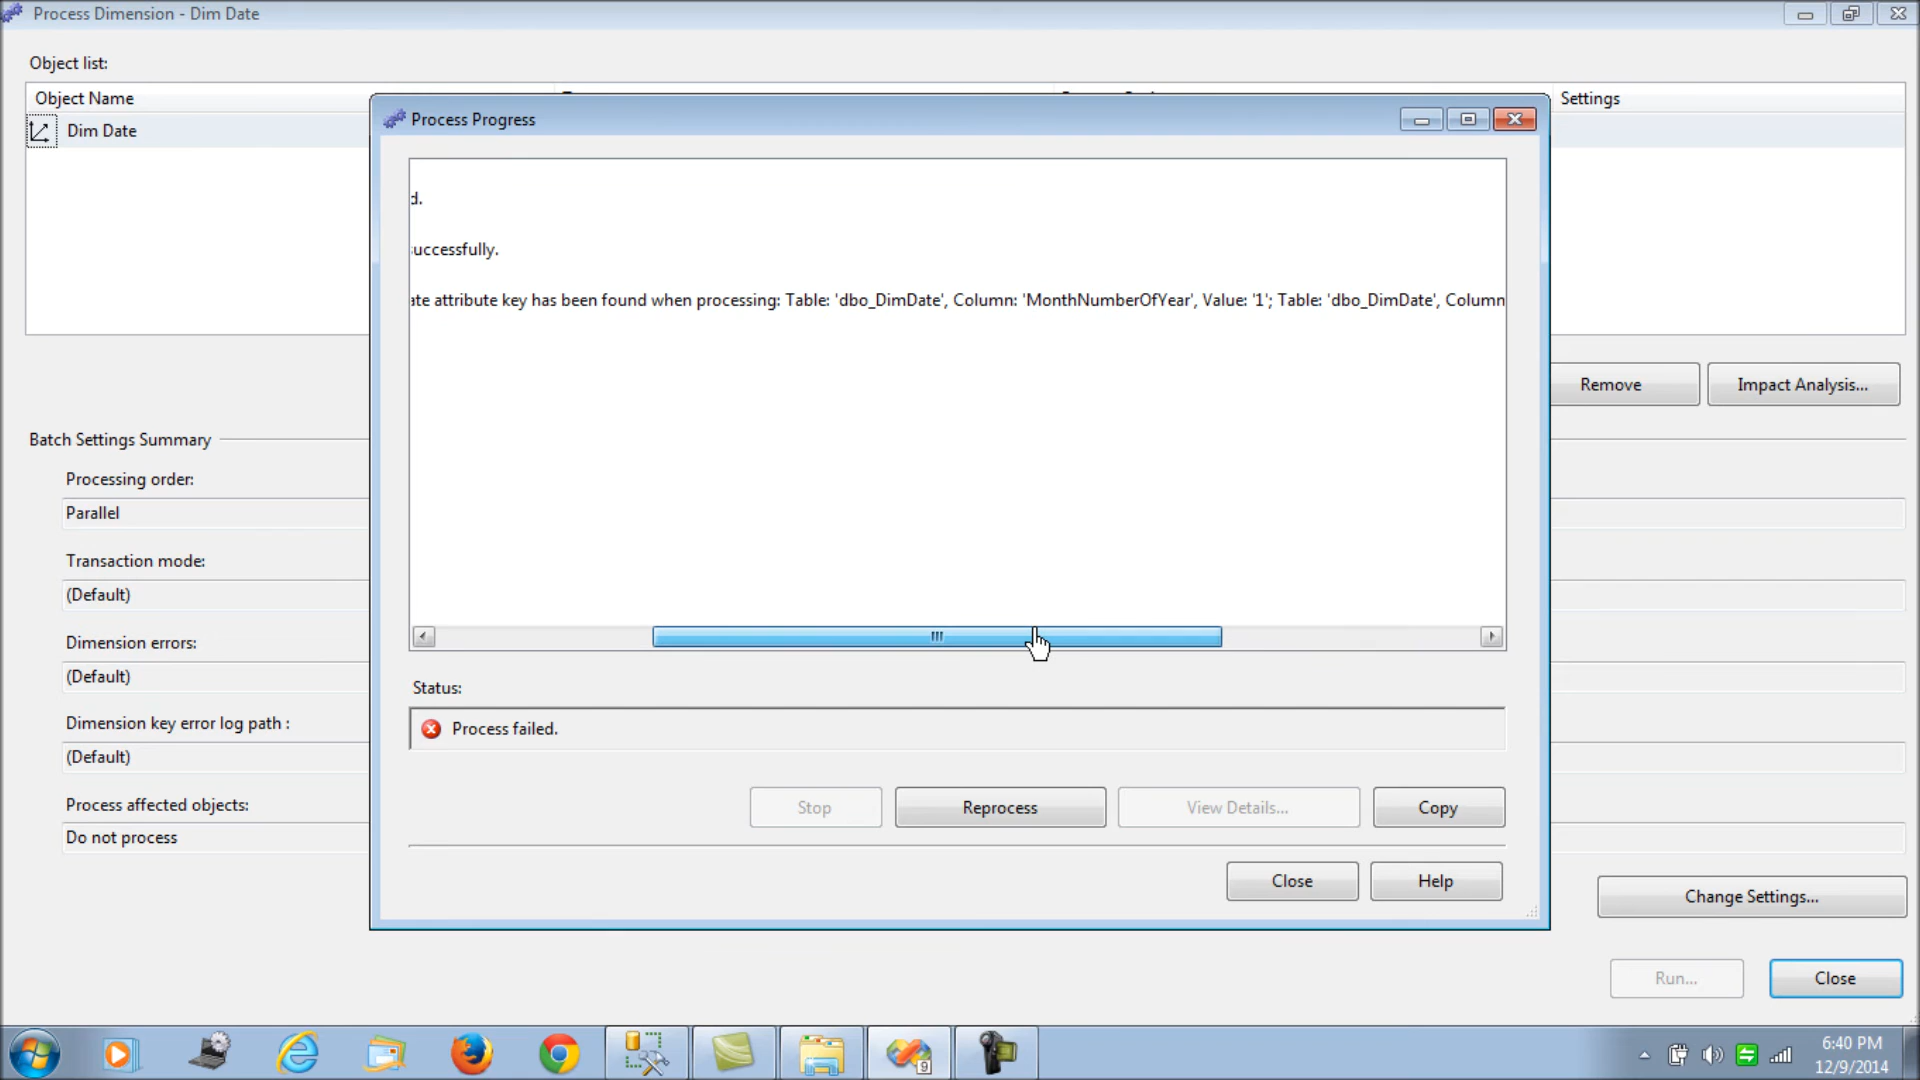 Process Dimension - Dim Date
Object list:
Object Name
Settings
Dim Date
Process Progress
d.
uccessfully.
ate attribute key has been found when processing: Table: 'dbo_DimDate', Column: 'MonthNumberOfYear', Value: '1'; Table: 'dbo_DimDate', Column
Remove
Impact Analysis...
Batch Settings Summary
Processing order:
Parallel
Transaction mode:
(Default)
Dimension errors:
(Default)
Dimension key error log path :
(Default)
Process affected objects:
Do not process
Status:
Process failed.
Stop
Reprocess
View Details...
Copy
Close
Help
Change Settings...
Run...
Close
9
6:40 PM
12/9/2014